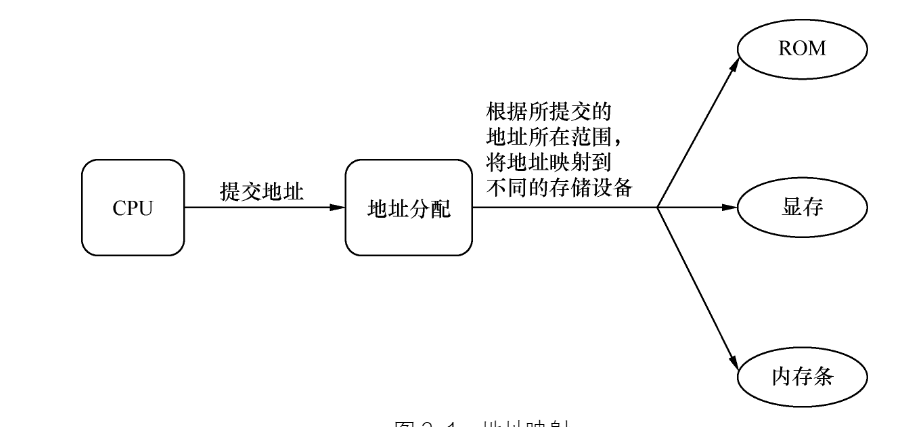 ROM
根据所提交的
地址所在范围，
将地址映射到
不同的存储设备
提交地址
CPU
地址分配
显存
内存条